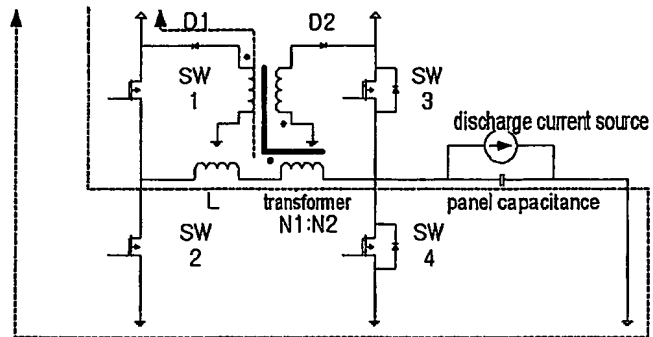 D1
D2
SW
1
SW
3
discharge current source
L
transformer
N1:N2
panel capacitance
SW
2
SW
4